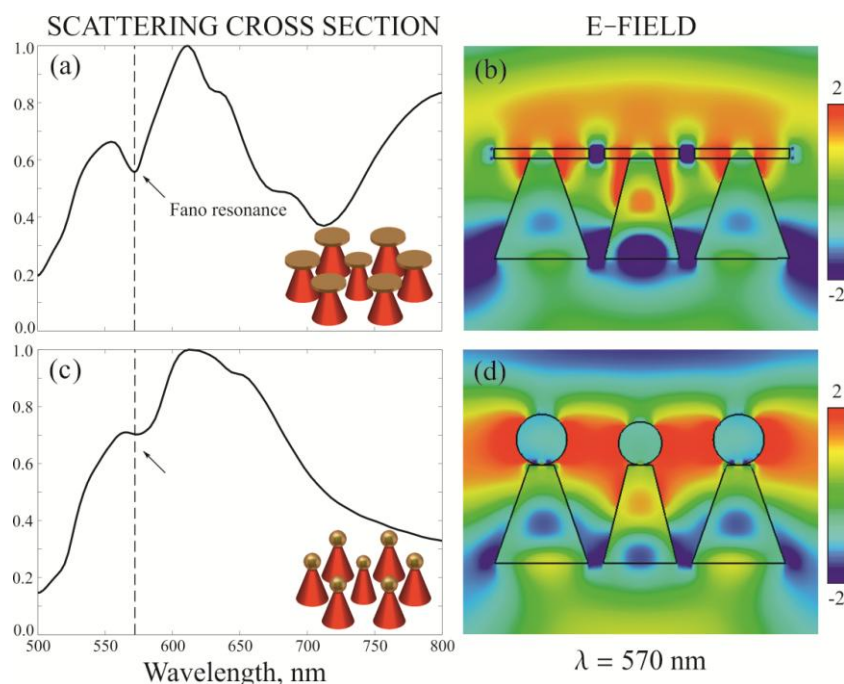 SCATTERING CROSS SECTION
E-FIELD
(a)
1.0
0.8
0.6
0.4
0.2
0.0
Fano resonance
(b)
2
-2
(c)
1.0
0.8
0.6
0.4
0.2
0.0
500 550 600 650 700 750 800
Wavelength, nm
(d)
2
-2
λ = 570 nm